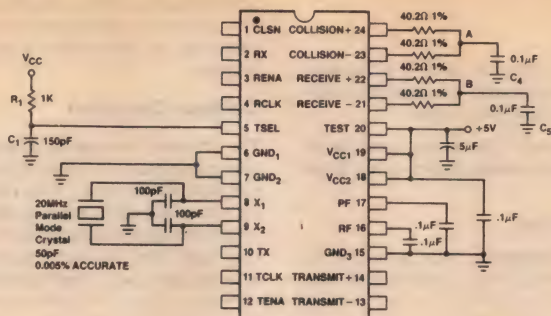 VCC
R1 1K
C1 150pF
20MHz
Parallel
Mode
Crystal
50pF
0.005% ACCURATE
100pF
100pF
1 CLSN
2 RX
3 RENA
4 RCLK
5 TSEL
6 GND1
7 GND2
8 X1
9 X2
10 TX
11 TCLK
12 TENA
COLLISION+ 24
COLLISION- 23
RECEIVE + 22
RECEIVE - 21
TEST 20
VCC1 19
VCC2 18
PF 17
RF 16
GND3 15
TRANSMIT+ 14
TRANSMIT- 13
40.2Ω 1%
A
40.2Ω 1%
0.1μF
C4
40.2Ω 1%
B
40.2Ω 1%
0.1μF
C5
+5V
5μF
.1μF
.1μF
.1μF